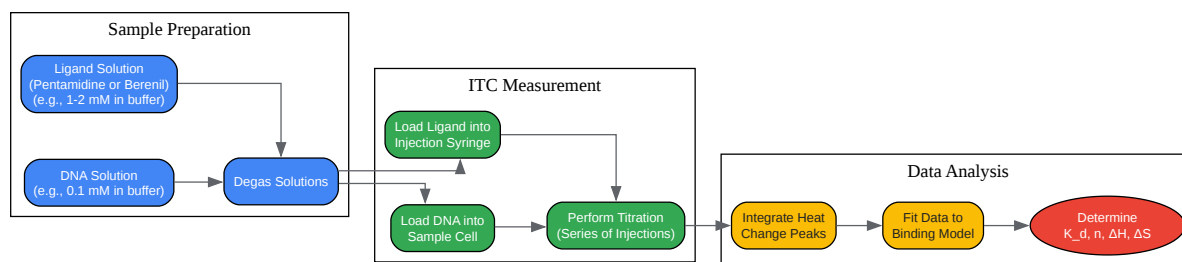 Sample Preparation
Ligand Solution
(Pentamidine or Berenil)
(e.g., 1-2 mM in buffer)
DNA Solution
(e.g., 0.1 mM in buffer)
Degas Solutions
ITC Measurement
Load Ligand into
Injection Syringe
Load DNA into
Sample Cell
Perform Titration
(Series of Injections)
Data Analysis
Integrate Heat
Change Peaks
Fit Data to
Binding Model
Determine
K_d, n, ΔH, ΔS